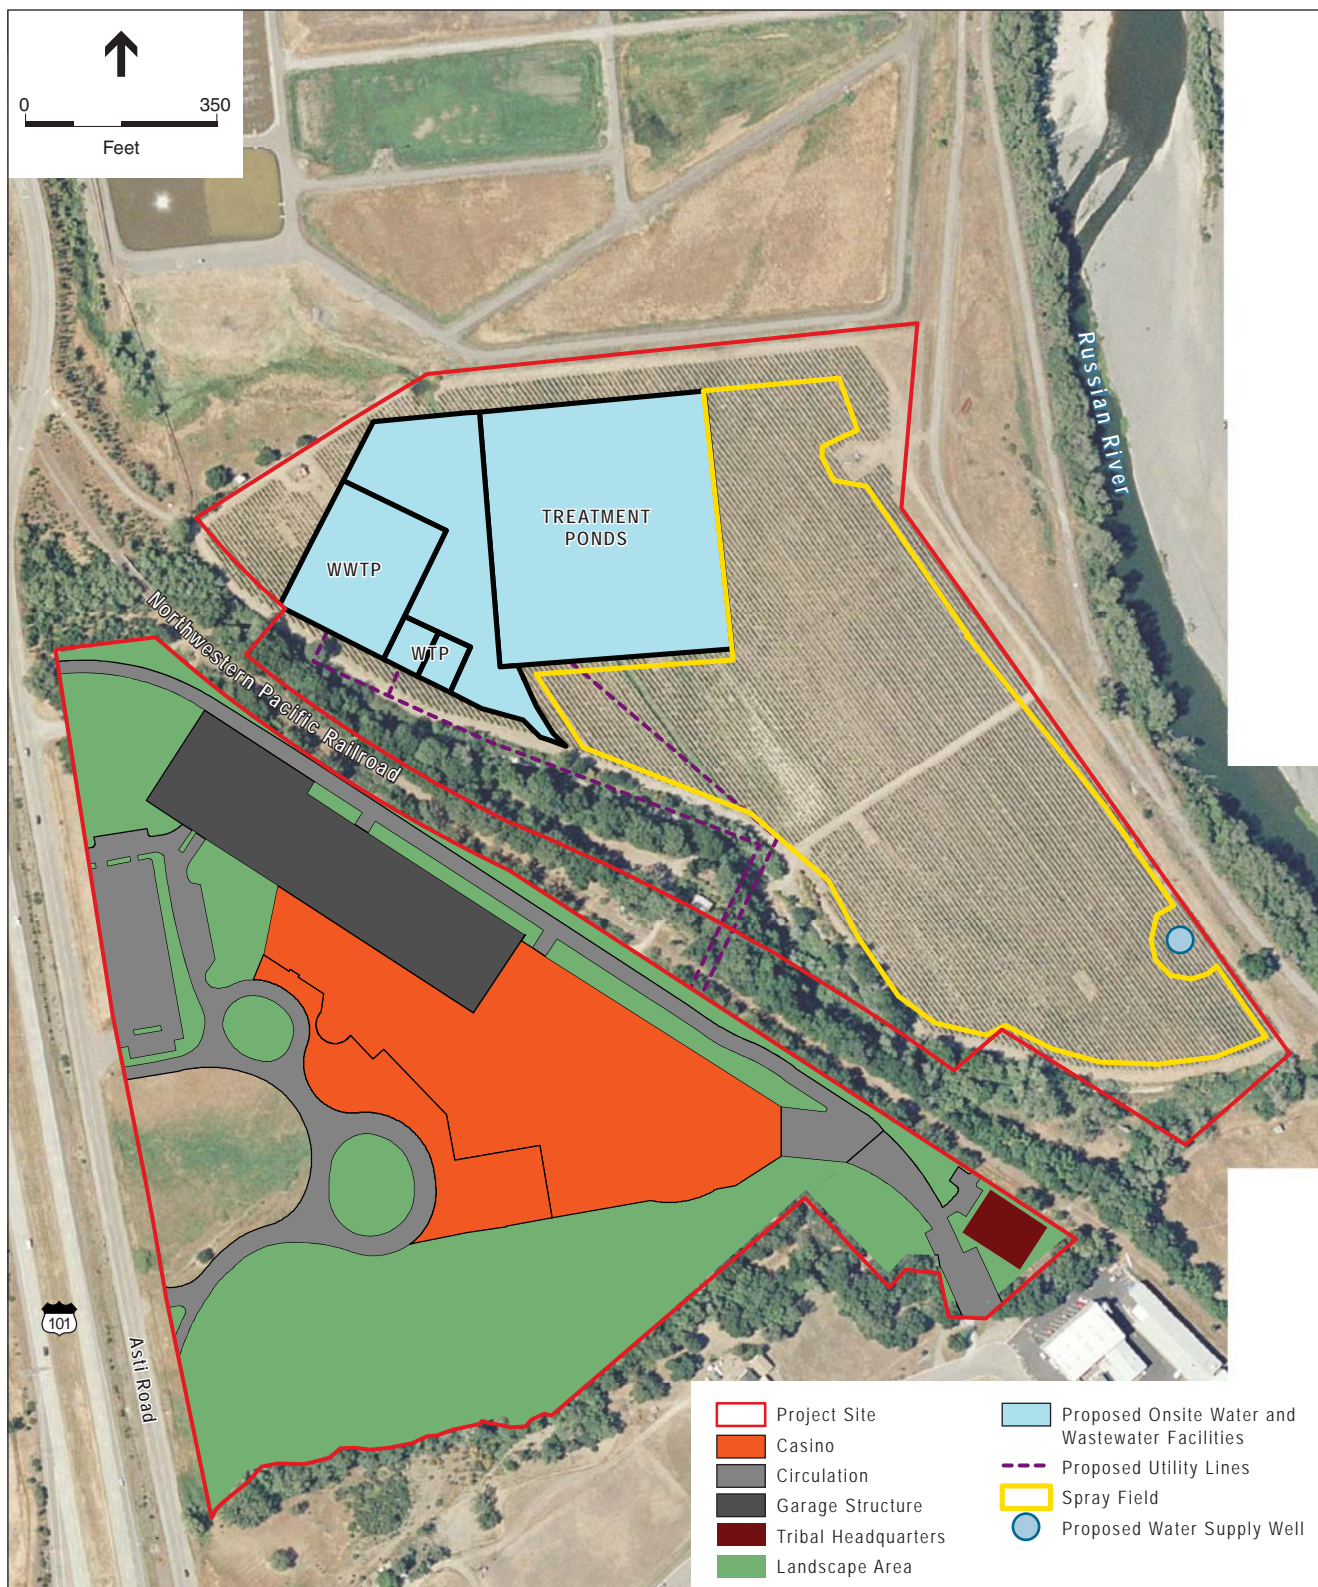 0 350
Feet
Russian River
TREATMENT
PONDS
WWTP
WTP
Northwestern Pacific Railroad
101
Asti Road
Project Site
Casino
Circulation
Garage Structure
Tribal Headquarters
Landscape Area
Proposed Onsite Water and
Wastewater Facilities
Proposed Utility Lines
Spray Field
Proposed Water Supply Well